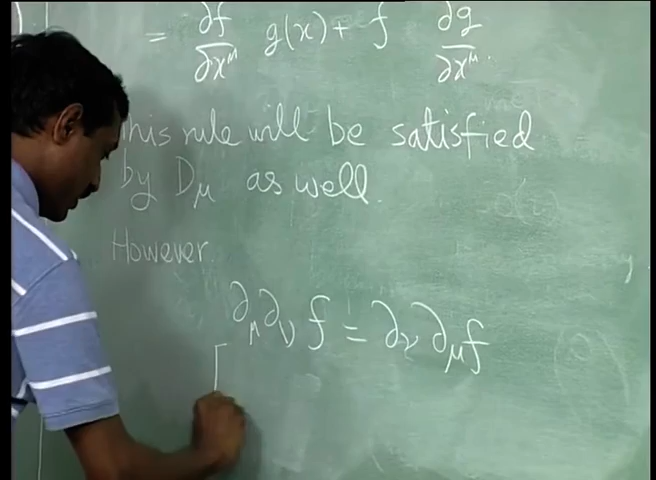 = ∂f/∂x^μ g(x) + f ∂g/∂x^μ.
This rule will be satisfied
by D_μ as well.
However
∂_μ ∂_ν f = ∂_ν ∂_μ f
[